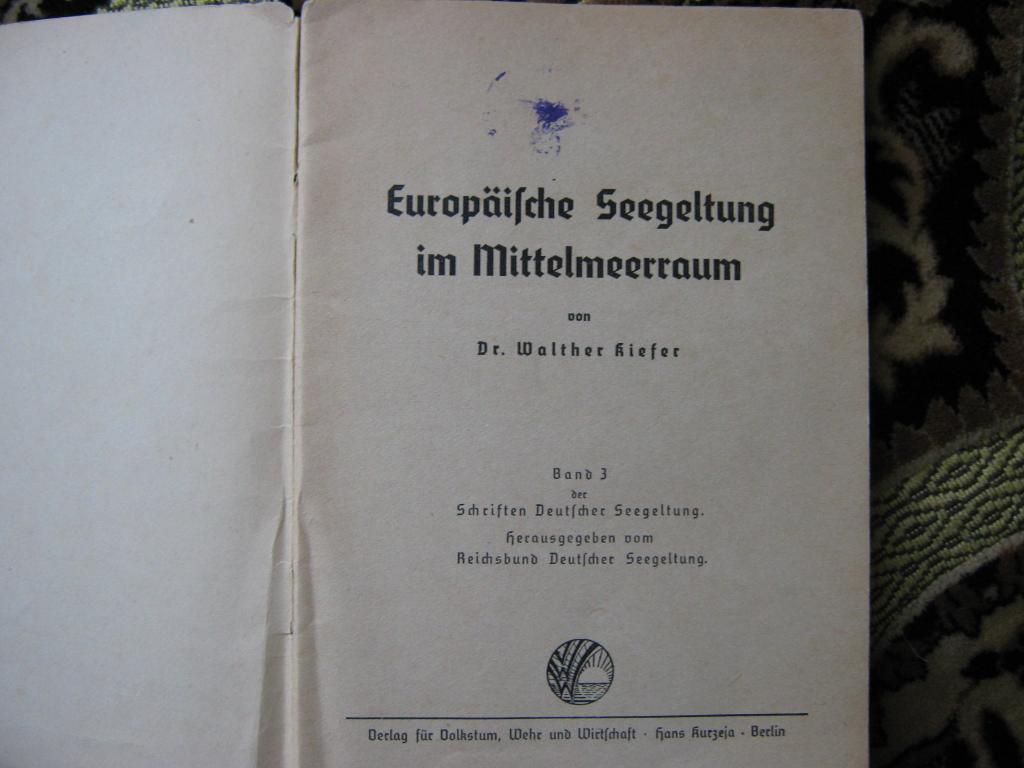 Europäiſche Seegeltung
im Mittelmeerraum
von
Dr. Walther Kiefer
Band 3
der
Schriften Deutſcher Seegeltung.
Herausgegeben vom
Reichsbund Deutſcher Seegeltung.
Verlag für Volkstum, Wehr und Wirtſchaft · Hans Kurzeja · Berlin